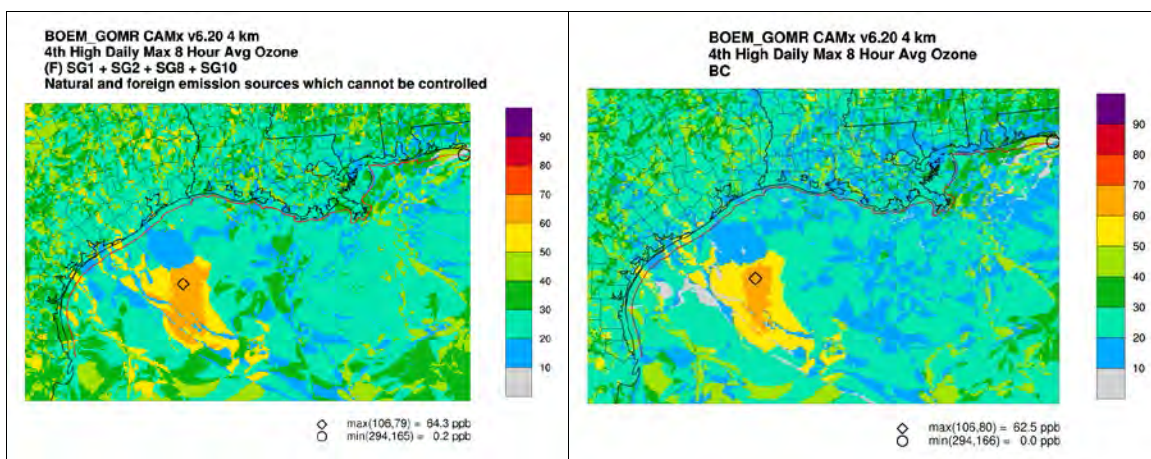 BOEM_GOMR CAMx v6.20 4 km
4th High Daily Max 8 Hour Avg Ozone
(F) SG1 + SG2 + SG8 + SG10
Natural and foreign emission sources which cannot be controlled
90
80
70
60
50
40
30
20
10
max(106,79) = 64.3 ppb
min(294,165) = 0.2 ppb
BOEM_GOMR CAMx v6.20 4 km
4th High Daily Max 8 Hour Avg Ozone
BC
90
80
70
60
50
40
30
20
10
max(106,80) = 62.5 ppb
min(294,166) = 0.0 ppb